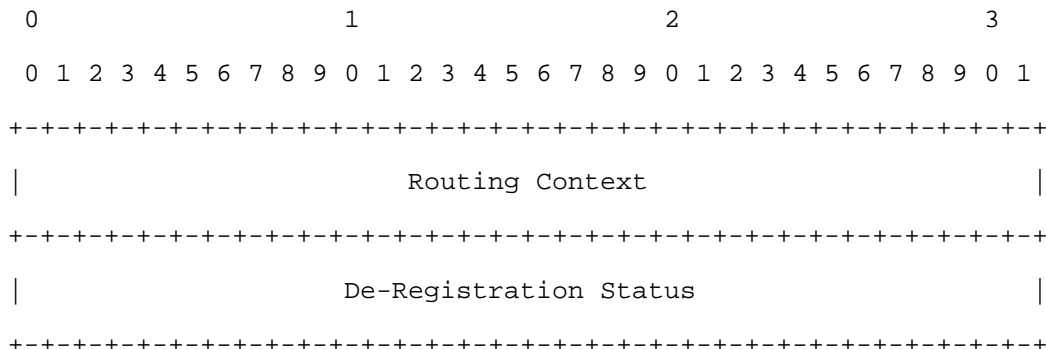 0                   1                   2                   3
 0 1 2 3 4 5 6 7 8 9 0 1 2 3 4 5 6 7 8 9 0 1 2 3 4 5 6 7 8 9 0 1
+-+-+-+-+-+-+-+-+-+-+-+-+-+-+-+-+-+-+-+-+-+-+-+-+-+-+-+-+-+-+-+-+
|                        Routing Context                        |
+-+-+-+-+-+-+-+-+-+-+-+-+-+-+-+-+-+-+-+-+-+-+-+-+-+-+-+-+-+-+-+-+
|                    De-Registration Status                     |
+-+-+-+-+-+-+-+-+-+-+-+-+-+-+-+-+-+-+-+-+-+-+-+-+-+-+-+-+-+-+-+-+